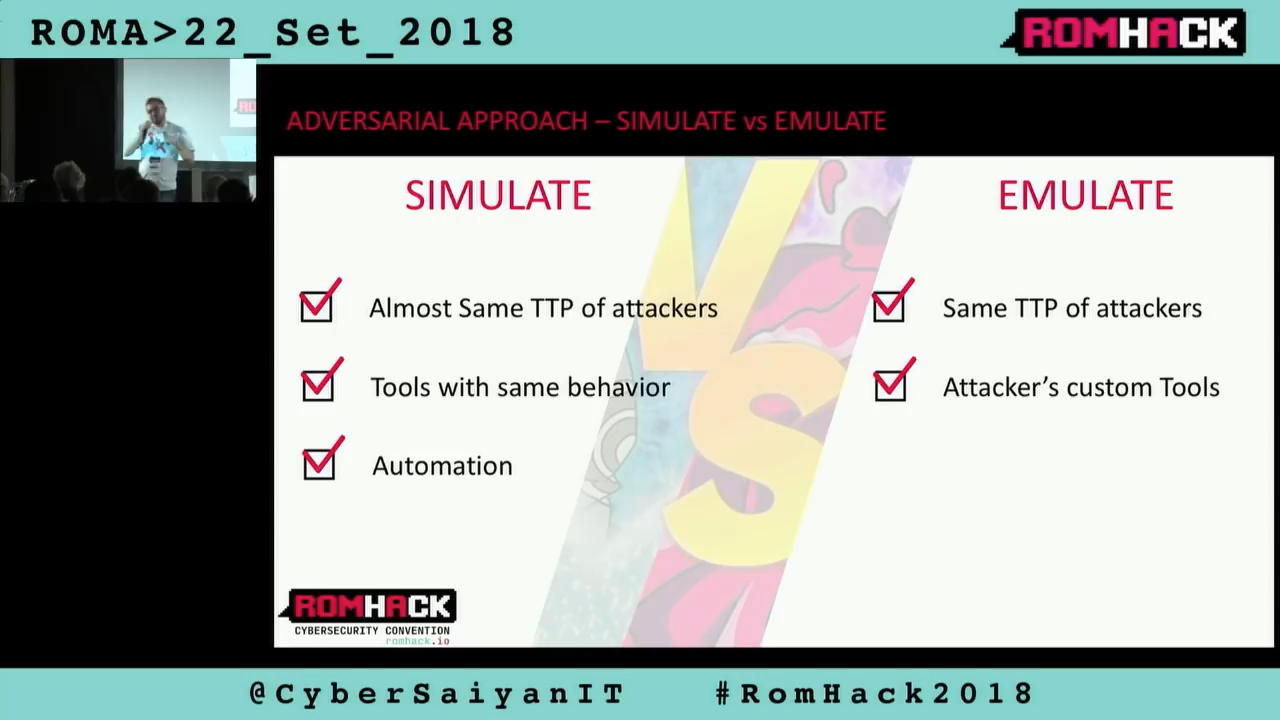 ROMA>22_Set_2018
ROMHACK
ADVERSARIAL APPROACH – SIMULATE vs EMULATE
VS
SIMULATE
Almost Same TTP of attackers
Tools with same behavior
Automation
EMULATE
Same TTP of attackers
Attacker's custom Tools
ROMHACK
CYBERSECURITY CONVENTION
romhack.io
@CyberSaiyanIT #RomHack2018